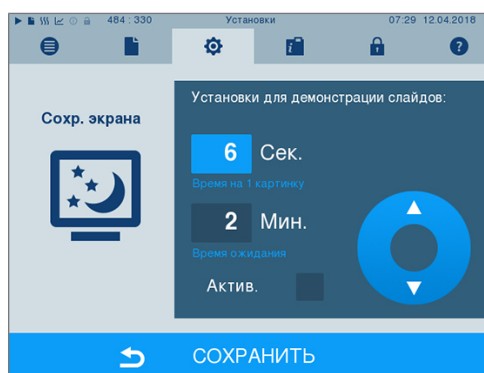 484 : 330 Установки 07:29 12.04.2018
Сохр. экрана
Установки для демонстрации слайдов:
6 Сек.
Время на 1 картинку
2 Мин.
Время ожидания
Актив.
СОХРАНИТЬ